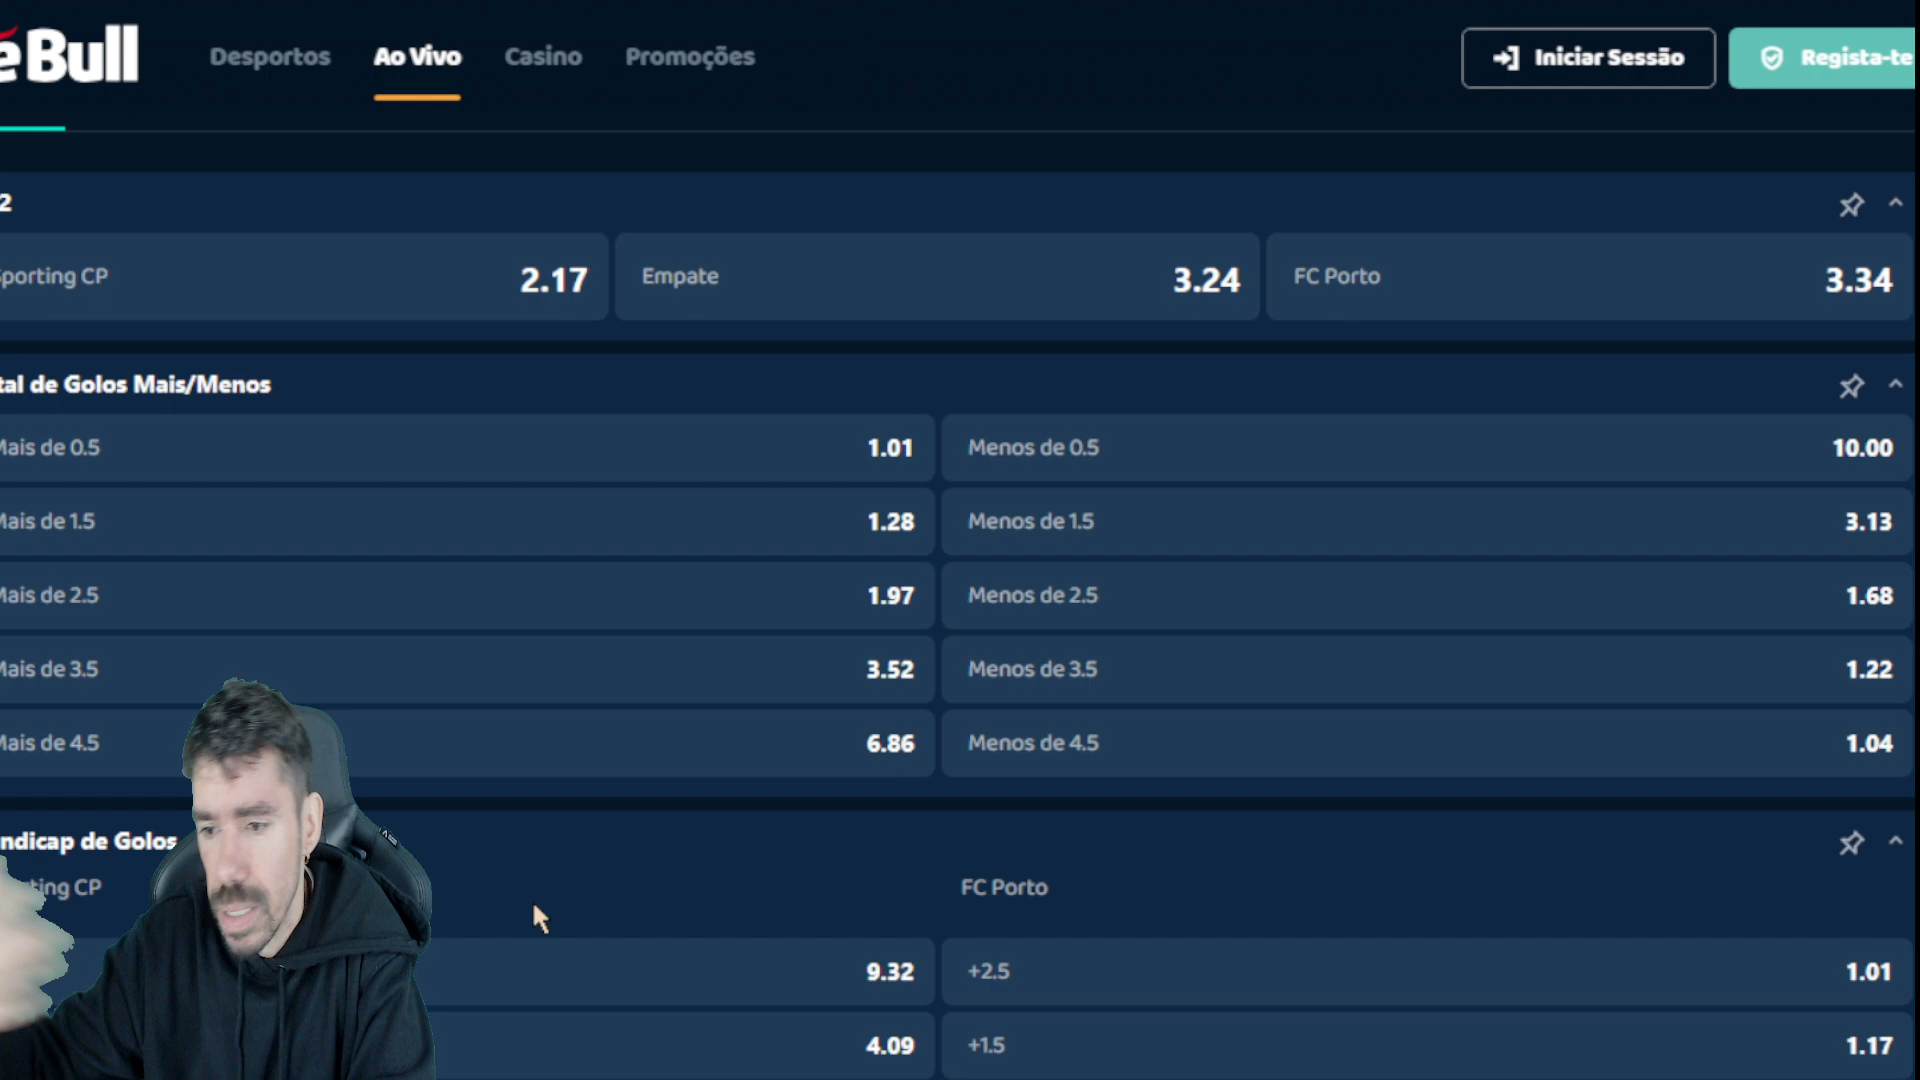 é Bull
Desportos Ao Vivo Casino Promoções
Iniciar Sessão Regista-te
2
Sporting CP 2.17 Empate 3.24 FC Porto 3.34
tal de Golos Mais/Menos
Mais de 0.5 1.01 Menos de 0.5 10.00
Mais de 1.5 1.28 Menos de 1.5 3.13
Mais de 2.5 1.97 Menos de 2.5 1.68
Mais de 3.5 3.52 Menos de 3.5 1.22
Mais de 4.5 6.86 Menos de 4.5 1.04
ndicap de Golos
ting CP FC Porto
9.32 +2.5 1.01
4.09 +1.5 1.17